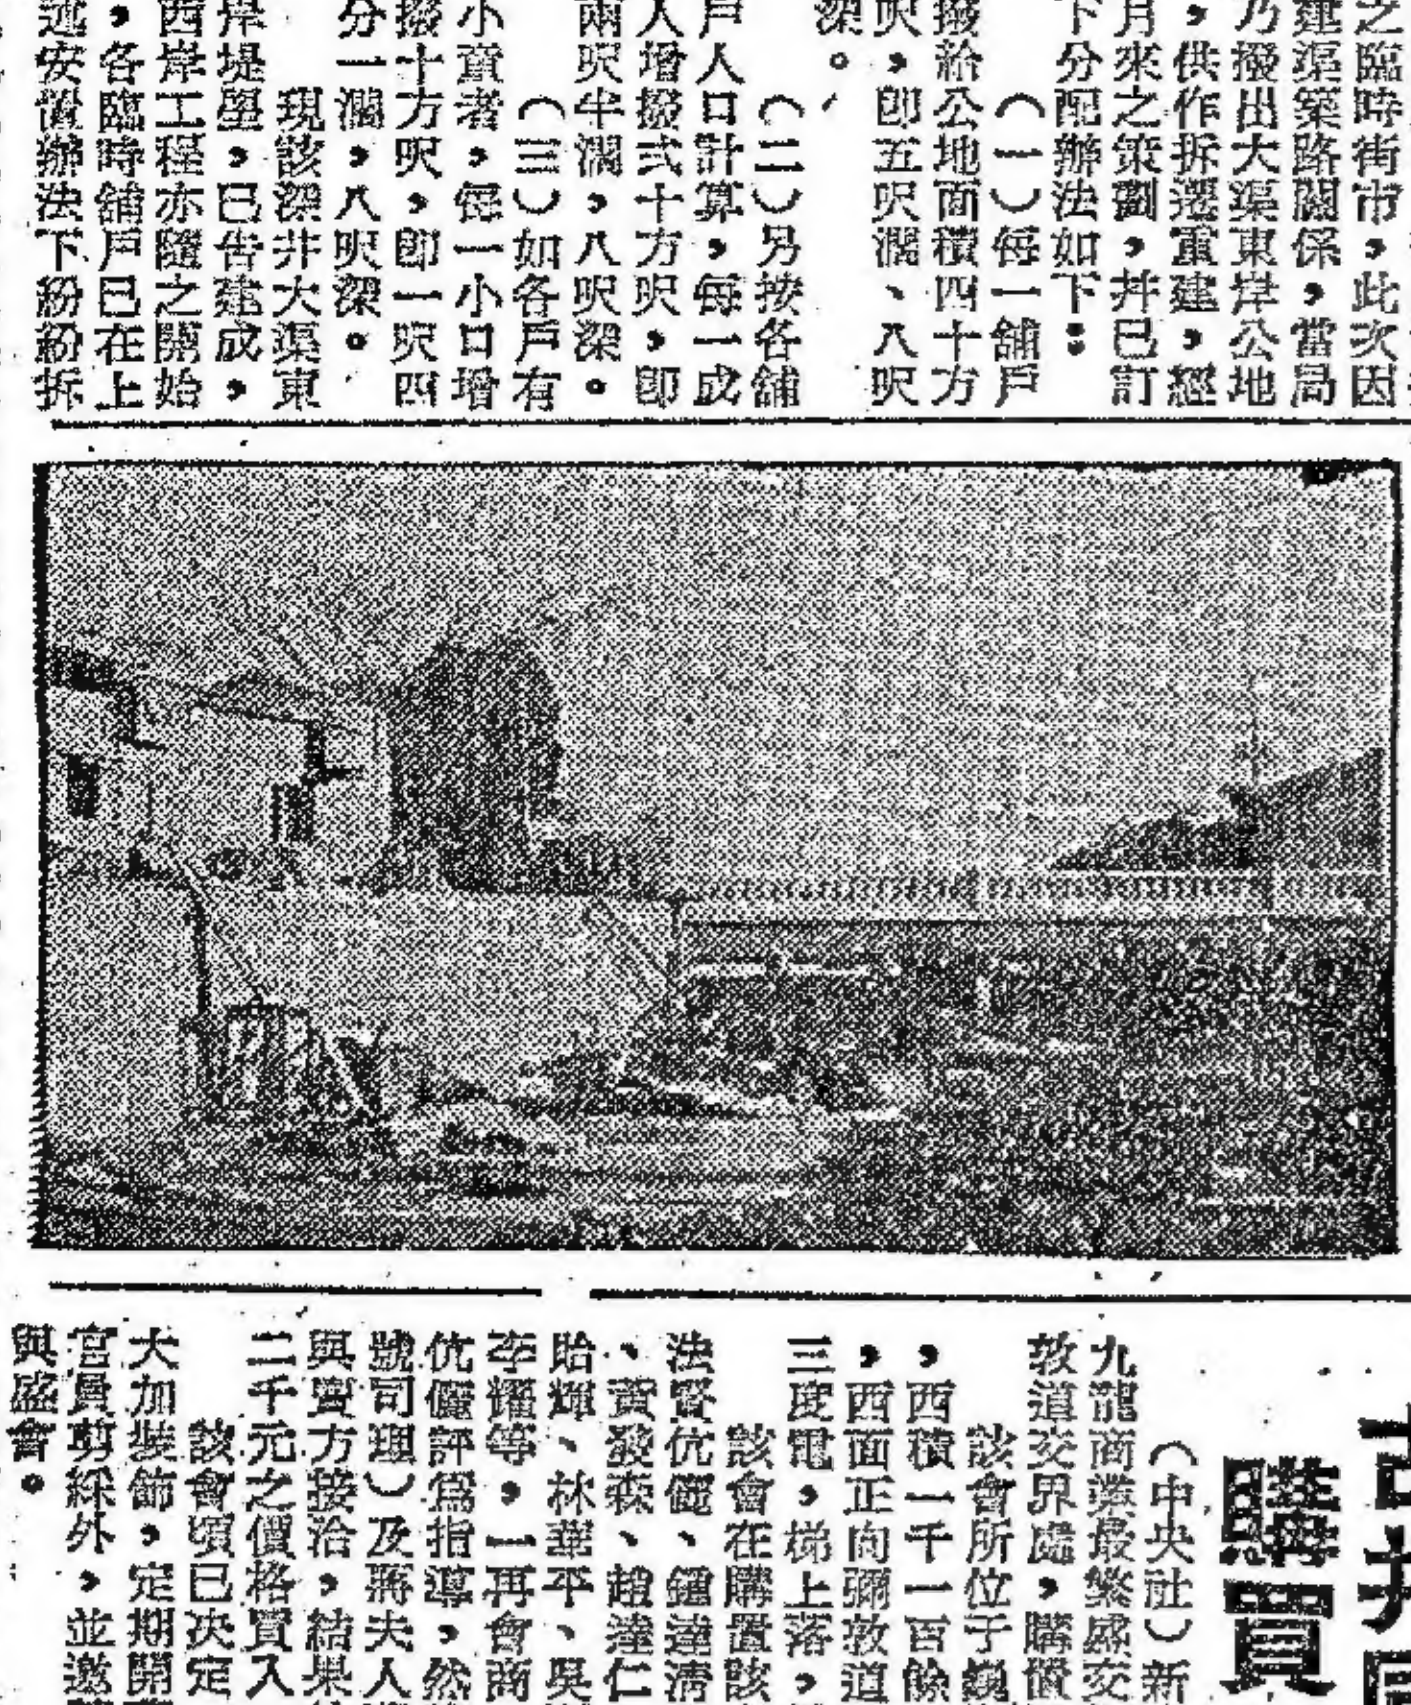 之臨時街市,此次因
建渠築路關係,當局
乃撥出大渠東岸公地
,供作拆遷重建,經
月來之策劃,幷已訂
下分配辦法如下:
(一)每一舖戶
撥給公地面積四十方
呎,卽五呎濶、八呎
深。
(二)另按各舖
戶人口計算,每一成
人增撥弍十方呎,卽
兩呎半濶,八呎深。
(三)如各戶有
小童者,每一小口增
撥十方呎,卽一呎四
分一濶,八呎深。
現該深井大渠東
岸堤壆,已告建成,
西岸工程亦隨之開始
,各臨時舖戶已在上
述安置辦法下紛紛拆
購買
(中央社)新
九龍商業最繁盛
敦道交界處,購置
該會所位于
,西積一千一百餘
,西面正向彌敦道
三度電,梯上落,
該會在購置該
法賢伉儷、鍾達淸
、黃發森、趙達仁
貽輝、林華平、吳
李耀等,一再會商
伉儷評爲指導,然
號司理)及蔣夫人
與賣方接洽,結果
二千元之價格買入
該會頃已決定
大加裝飾,定期開
官員剪綵外,並邀
與盛會。